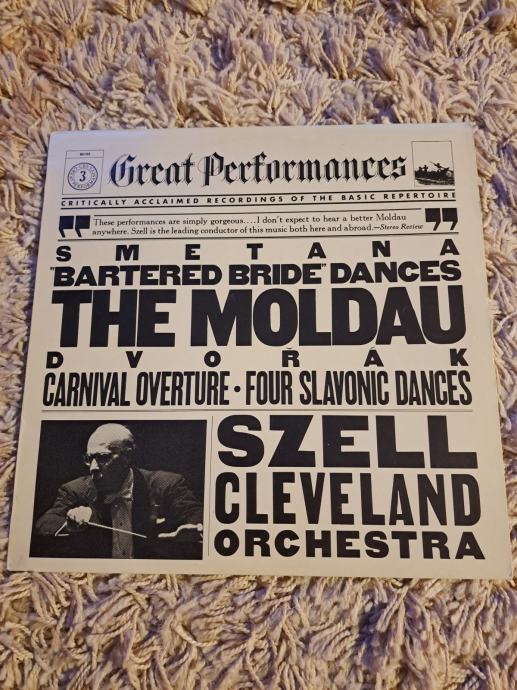 3
Great Performances
CRITICALLY ACCLAIMED RECORDINGS OF THE BASIC REPERTOIRE
"These performances are simply gorgeous....I don't expect to hear a better Moldau
anywhere. Szell is the leading conductor of this music both here and abroad.—Stereo Review"
SMETANA
"BARTERED BRIDE" DANCES
THE MOLDAU
DVOŘÁK
CARNIVAL OVERTURE • FOUR SLAVONIC DANCES
SZELL
CLEVELAND
ORCHESTRA